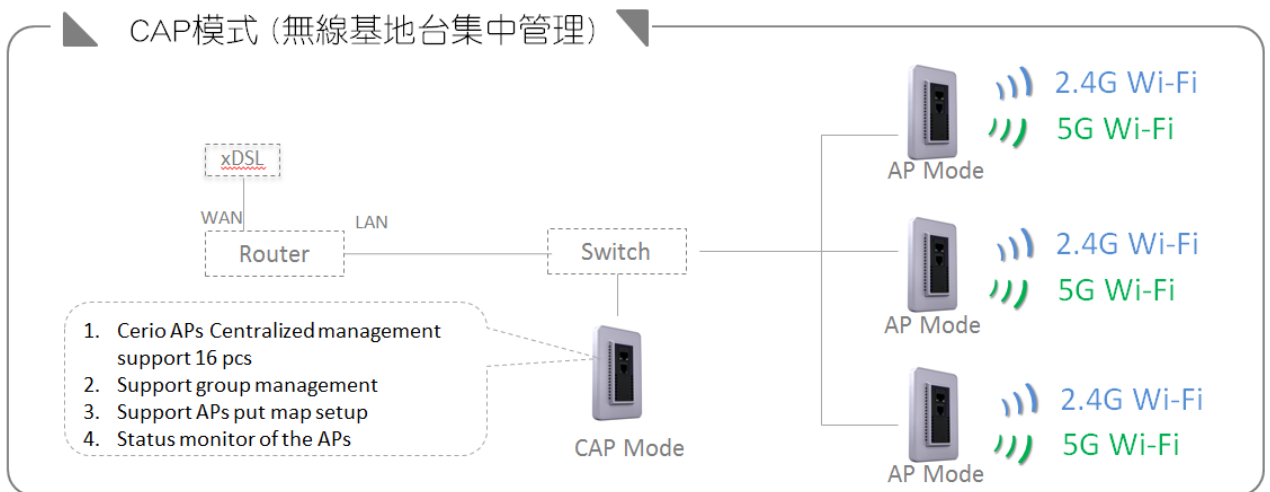 CAP模式 (無線基地台集中管理)
2.4G Wi-Fi
5G Wi-Fi
AP Mode
xDSL
WAN
LAN
Router
Switch
2.4G Wi-Fi
5G Wi-Fi
AP Mode
1. Cerio APs Centralized management
support 16 pcs
2. Support group management
3. Support APs put map setup
4. Status monitor of the APs
CAP Mode
2.4G Wi-Fi
5G Wi-Fi
AP Mode